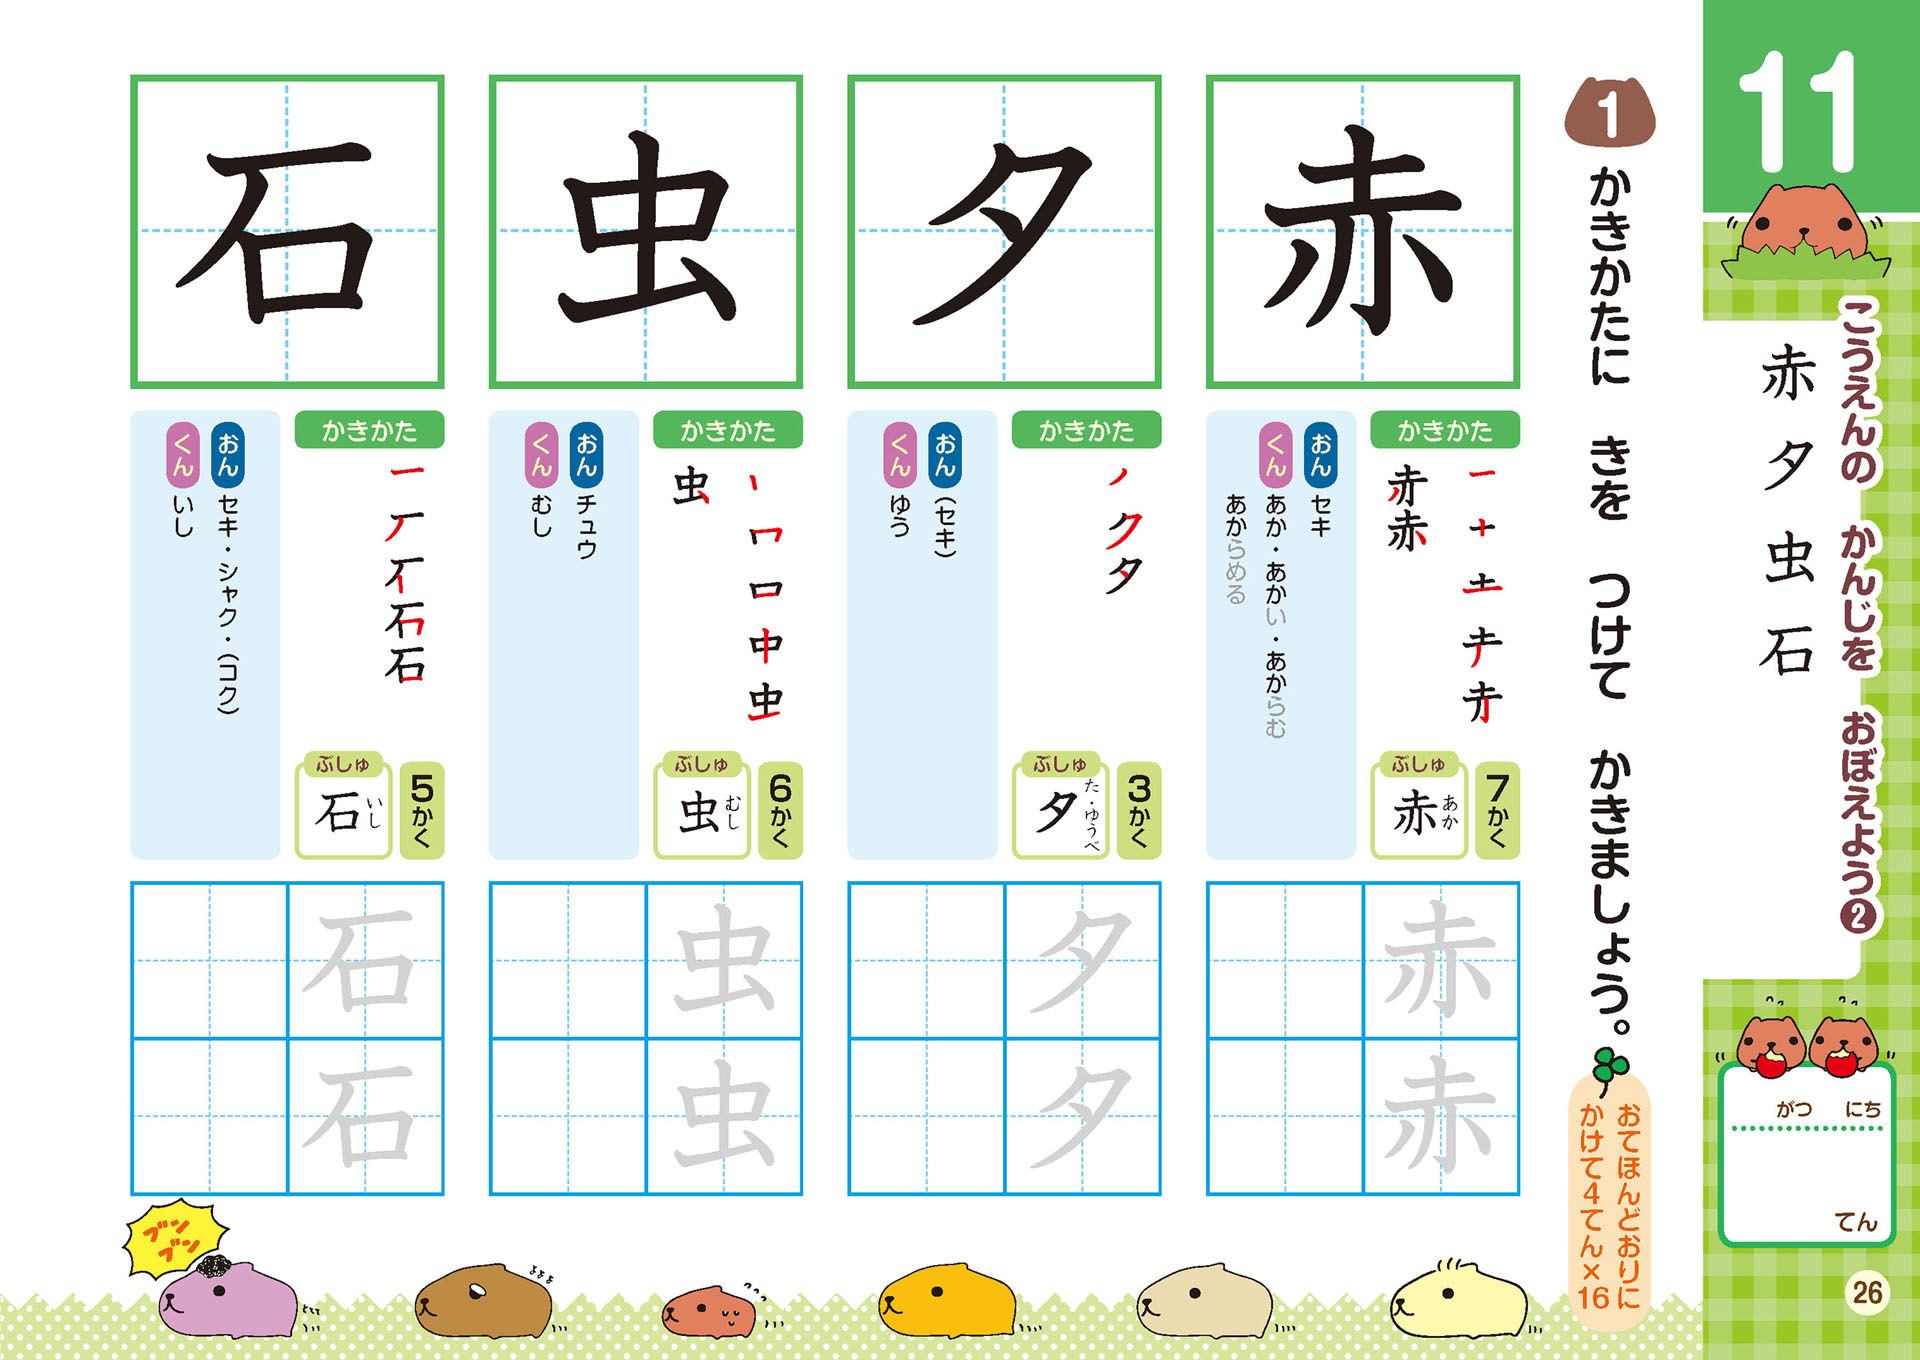 11
こうえんの かんじを おぼえよう❷
赤 夕 虫 石
がつ にち
てん
26
1 かきかたに きを つけて かきましょう。
おてほんどおりに
かけて4てん×16
赤
かきかた
一 十 土 キ 赤
赤 赤
7かく
ぶしゅ
赤 あか
おん セキ
くん あか・あかい・あからむ
あからめる
赤
赤
夕
かきかた
ノ ク 夕
3かく
ぶしゅ
夕 た・ゆうべ
おん (セキ)
くん ゆう
夕
夕
虫
かきかた
口 口 中 虫
虫
6かく
ぶしゅ
虫 むし
おん チュウ
くん むし
虫
虫
石
かきかた
一 ア 石 石 石
5かく
ぶしゅ
石 いし
おん セキ・シャク・(コク)
くん いし
石
石
ブン
ブン